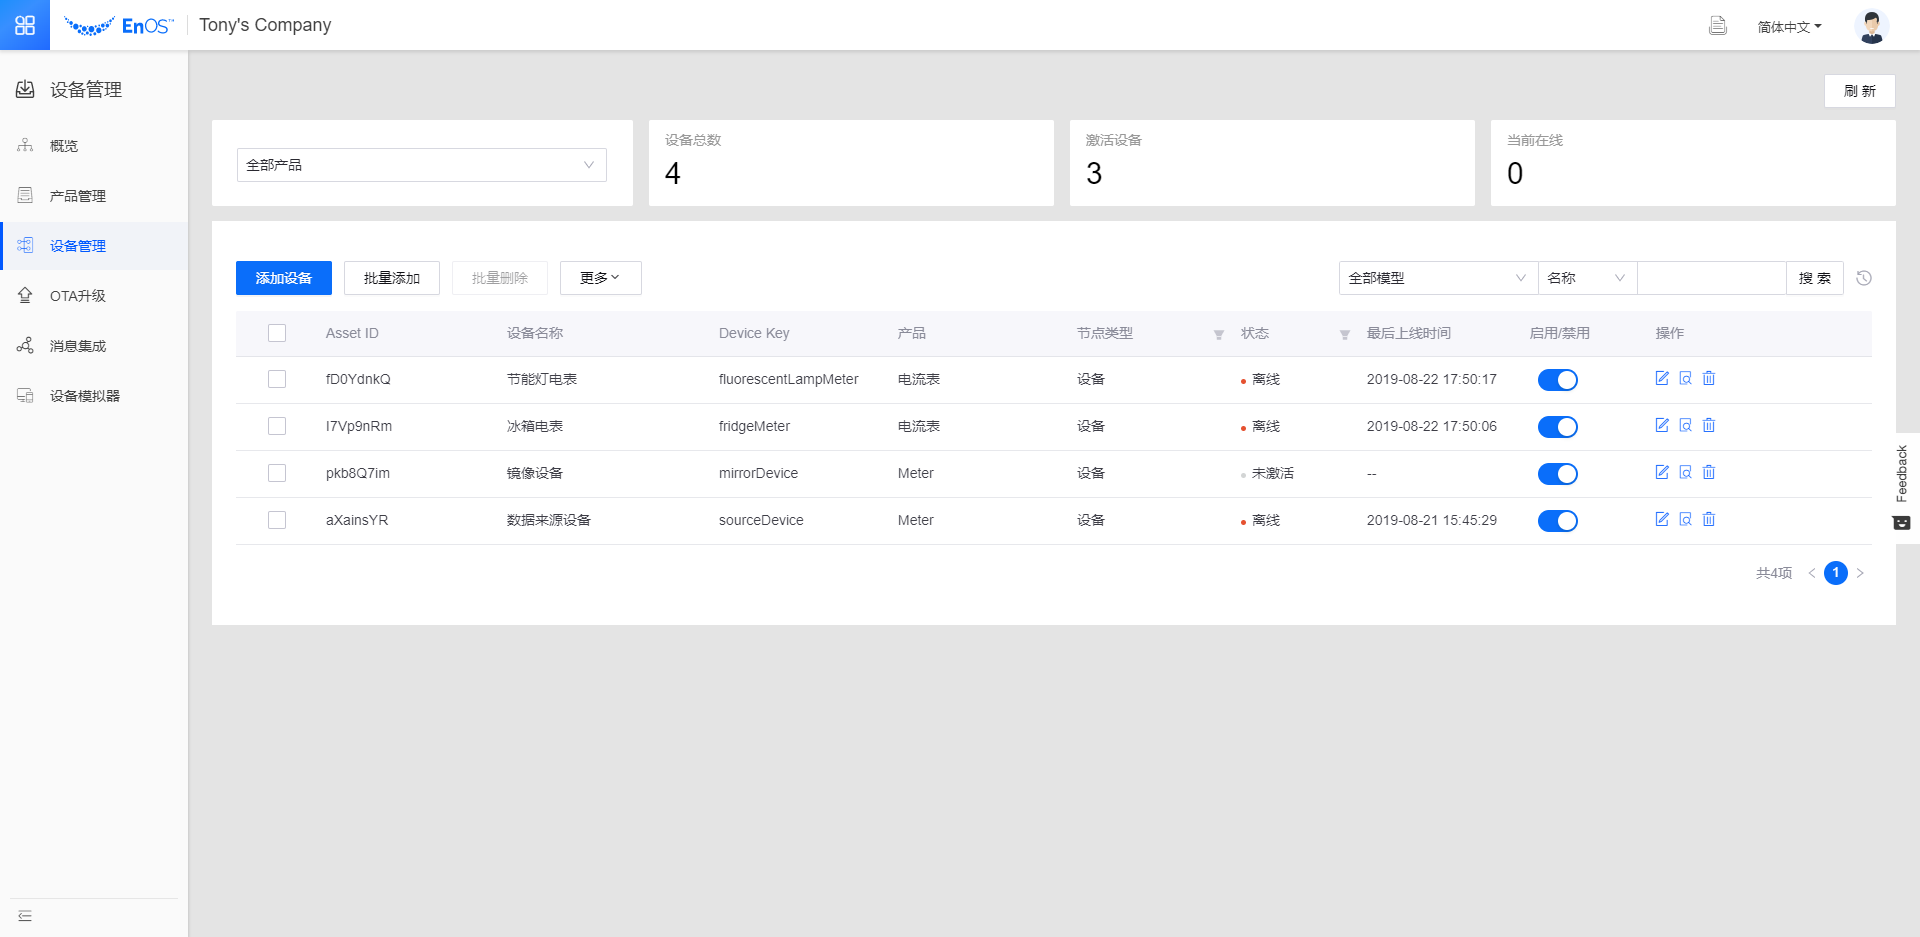 EnOS™ Tony's Company 简体中文
设备管理
概览
产品管理
设备管理
OTA升级
消息集成
设备模拟器
刷 新
全部产品
设备总数
4
激活设备
3
当前在线
0
添加设备 批量添加 批量删除 更多 全部模型 名称 搜 索
Asset ID 设备名称 Device Key 产品 节点类型 状态 最后上线时间 启用/禁用 操作
fD0YdnkQ 节能灯电表 fluorescentLampMeter 电流表 设备 离线 2019-08-22 17:50:17
I7Vp9nRm 冰箱电表 fridgeMeter 电流表 设备 离线 2019-08-22 17:50:06
pkb8Q7im 镜像设备 mirrorDevice Meter 设备 未激活 --
aXainsYR 数据来源设备 sourceDevice Meter 设备 离线 2019-08-21 15:45:29
共4项 < 1 >
Feedback